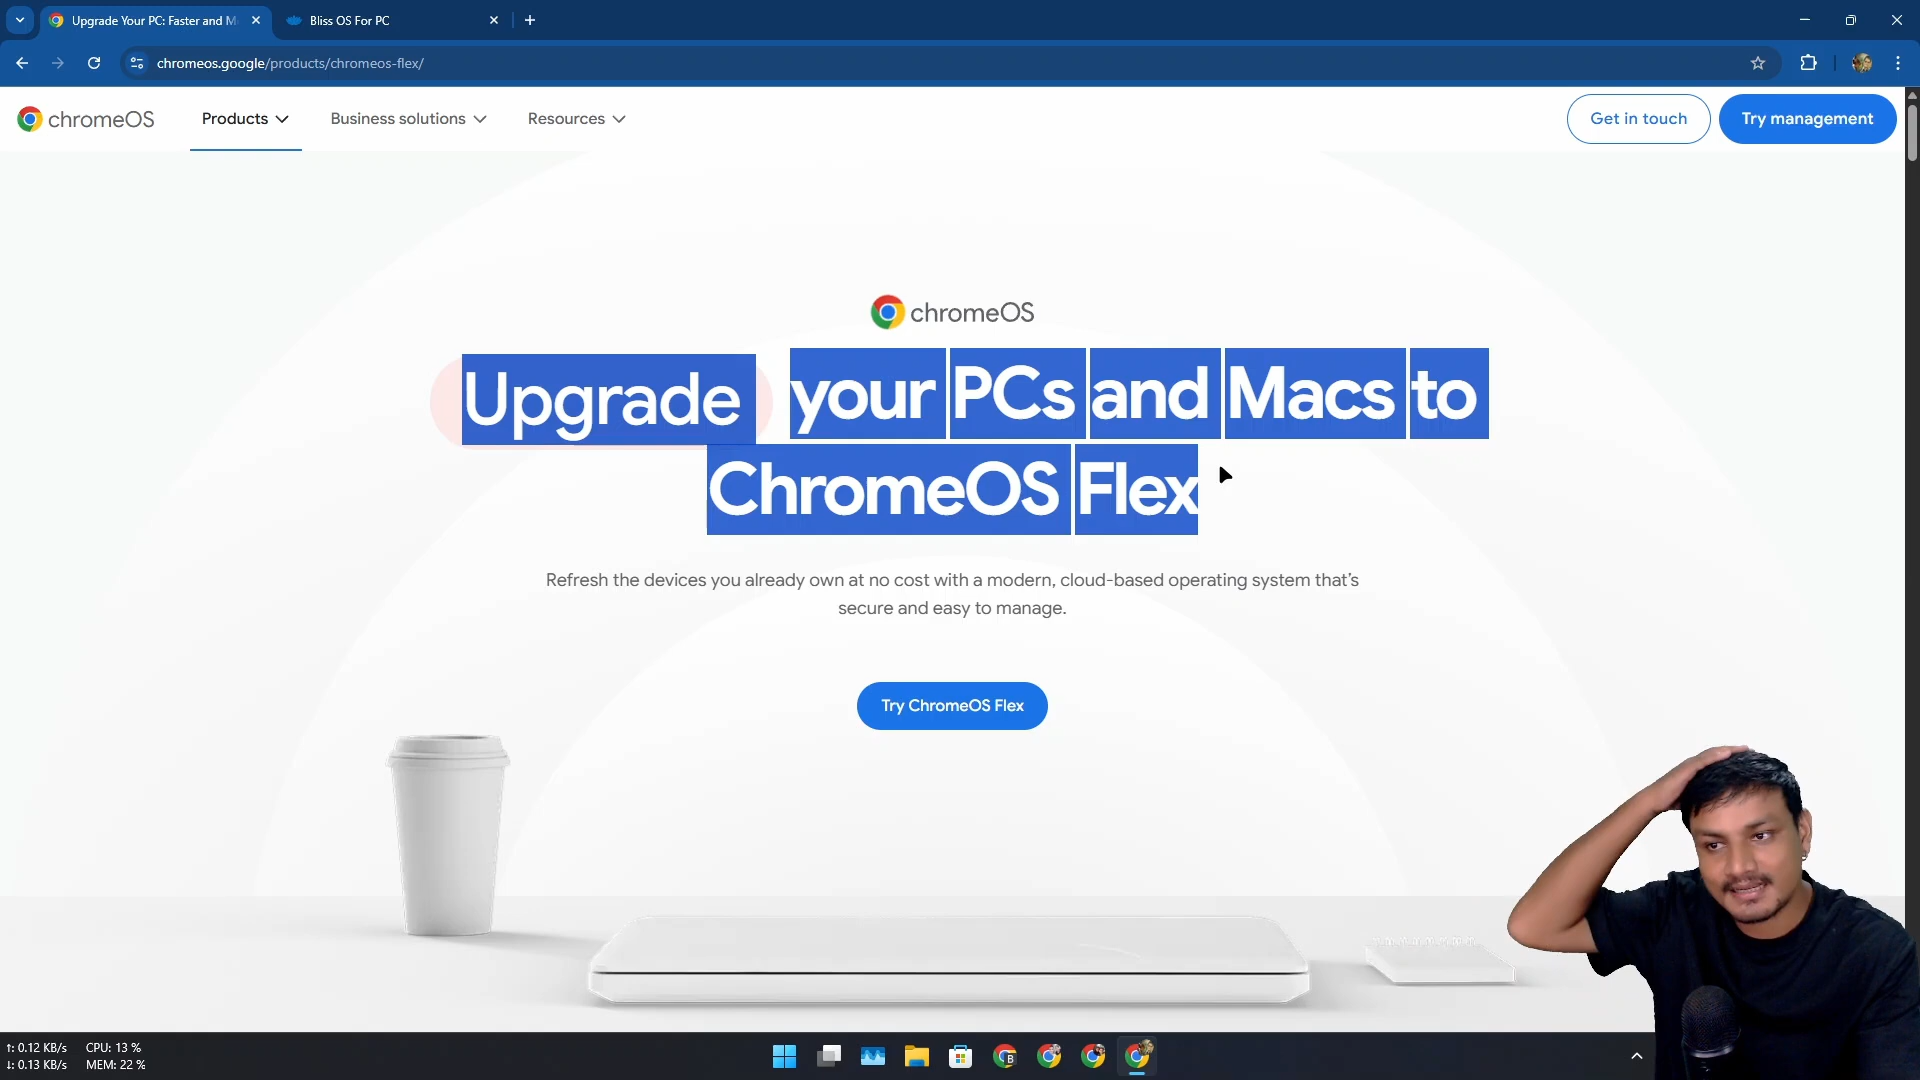 Upgrade Your PC: Faster and M
Bliss OS For PC
chromeos.google/products/chromeos-flex/
chromeOS
Products
Business solutions
Resources
Get in touch
Try management
chromeOS
Upgrade your PCs and Macs to
ChromeOS Flex
Refresh the devices you already own at no cost with a modern, cloud-based operating system that’s
secure and easy to manage.
Try ChromeOS Flex
↑: 0.12 KB/s CPU: 13 %
↓: 0.13 KB/s MEM: 22 %
B